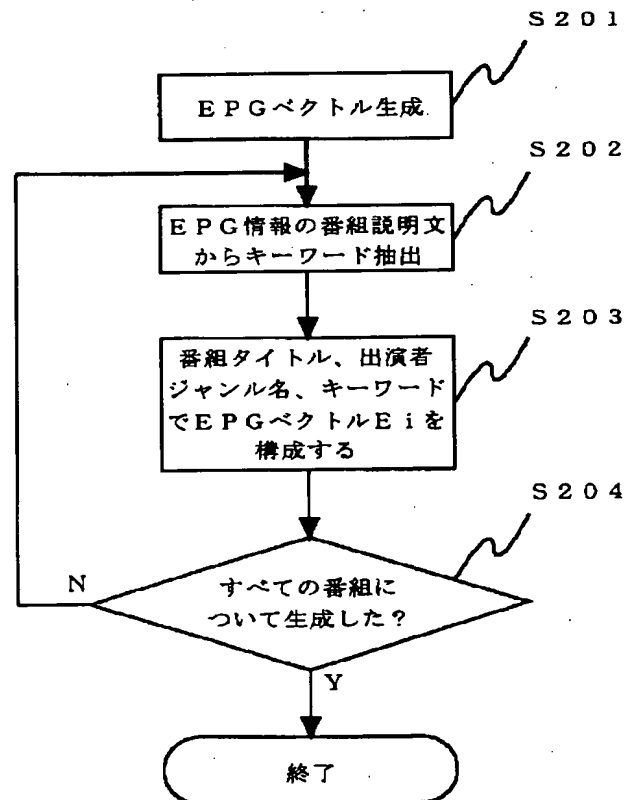 S201
EPGベクトル生成
S202
EPG情報の番組説明文
からキーワード抽出
S203
番組タイトル、出演者
ジャンル名、キーワード
でEPGベクトルEiを
構成する
S204
N
すべての番組に
ついて生成した?
Y
終了